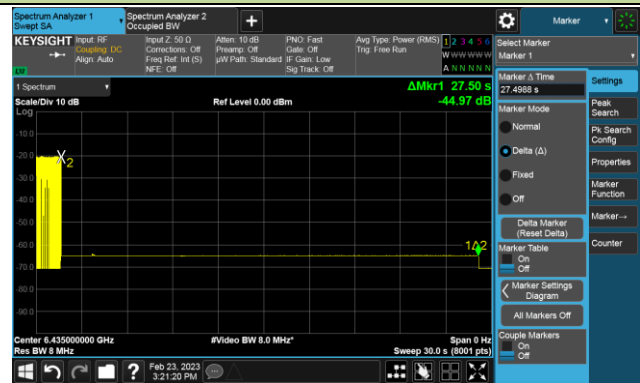 Spectrum Analyzer 1
Swept SA
Spectrum Analyzer 2
Occupied BW
Marker
KEYSIGHT
Input: RF
Coupling: DC
Align: Auto
Input Z: 50 Ω
Corrections: Off
Freq Ref: Int (S)
NFE: Off
Atten: 10 dB
Preamp: Off
µW Path: Standard
PNO: Fast
Gate: Off
IF Gain: Low
Sig Track: Off
Avg Type: Power (RMS)
Trig: Free Run
1 2 3 4 5 6
W W W W W W
A N N N N N
Select Marker
Marker 1
LXI
1 Spectrum
ΔMkr1 27.50 s
-44.97 dB
Scale/Div 10 dB
Ref Level 0.00 dBm
Log
-10.0
-20.0
-30.0
-40.0
-50.0
-60.0
-70.0
-80.0
-90.0
2
1Δ2
Center 6.435000000 GHz
Res BW 8 MHz
#Video BW 8.0 MHz*
Span 0 Hz
Sweep 30.0 s (8001 pts)
Marker Δ Time
27.4988 s
Marker Mode
Normal
Delta (Δ)
Fixed
Off
Delta Marker
(Reset Delta)
Marker Table
On
Off
Marker Settings
Diagram
All Markers Off
Couple Markers
On
Off
Settings
Peak
Search
Pk Search
Config
Properties
Marker
Function
Marker→
Counter
Feb 23, 2023
3:21:20 PM